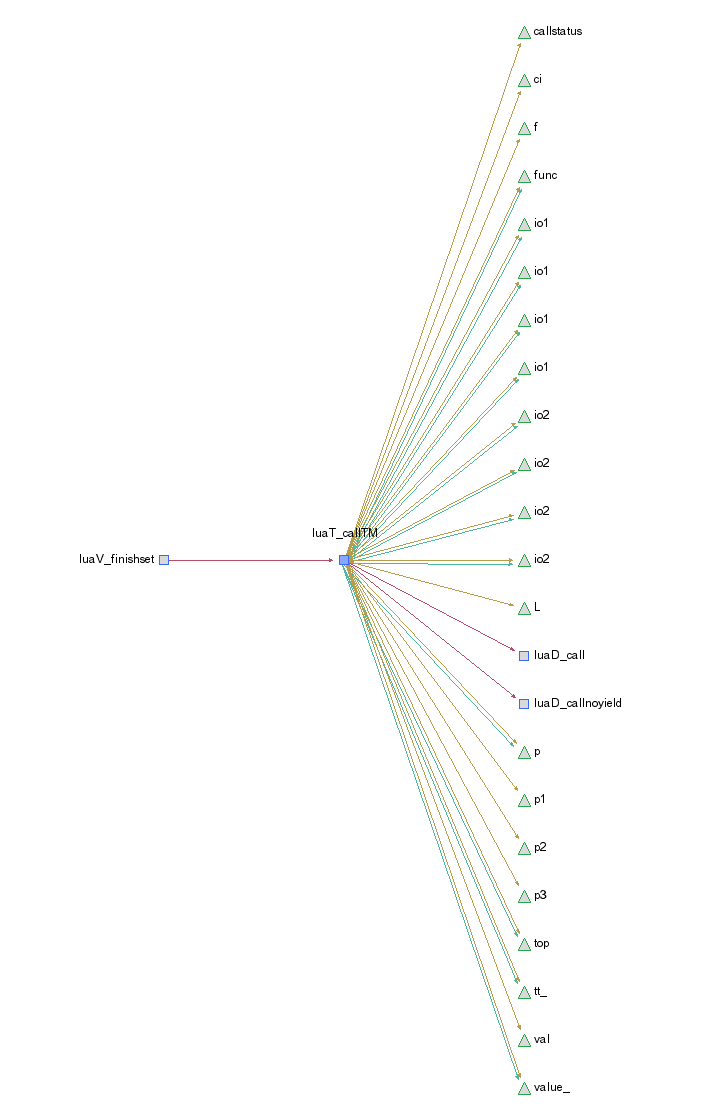 callstatus
ci
f
func
io1
io1
io1
io1
io2
io2
io2
luaT_callTM
luaV_finishset
io2
L
luaD_call
luaD_callnoyield
p
p1
p2
p3
top
tt_
val
value_